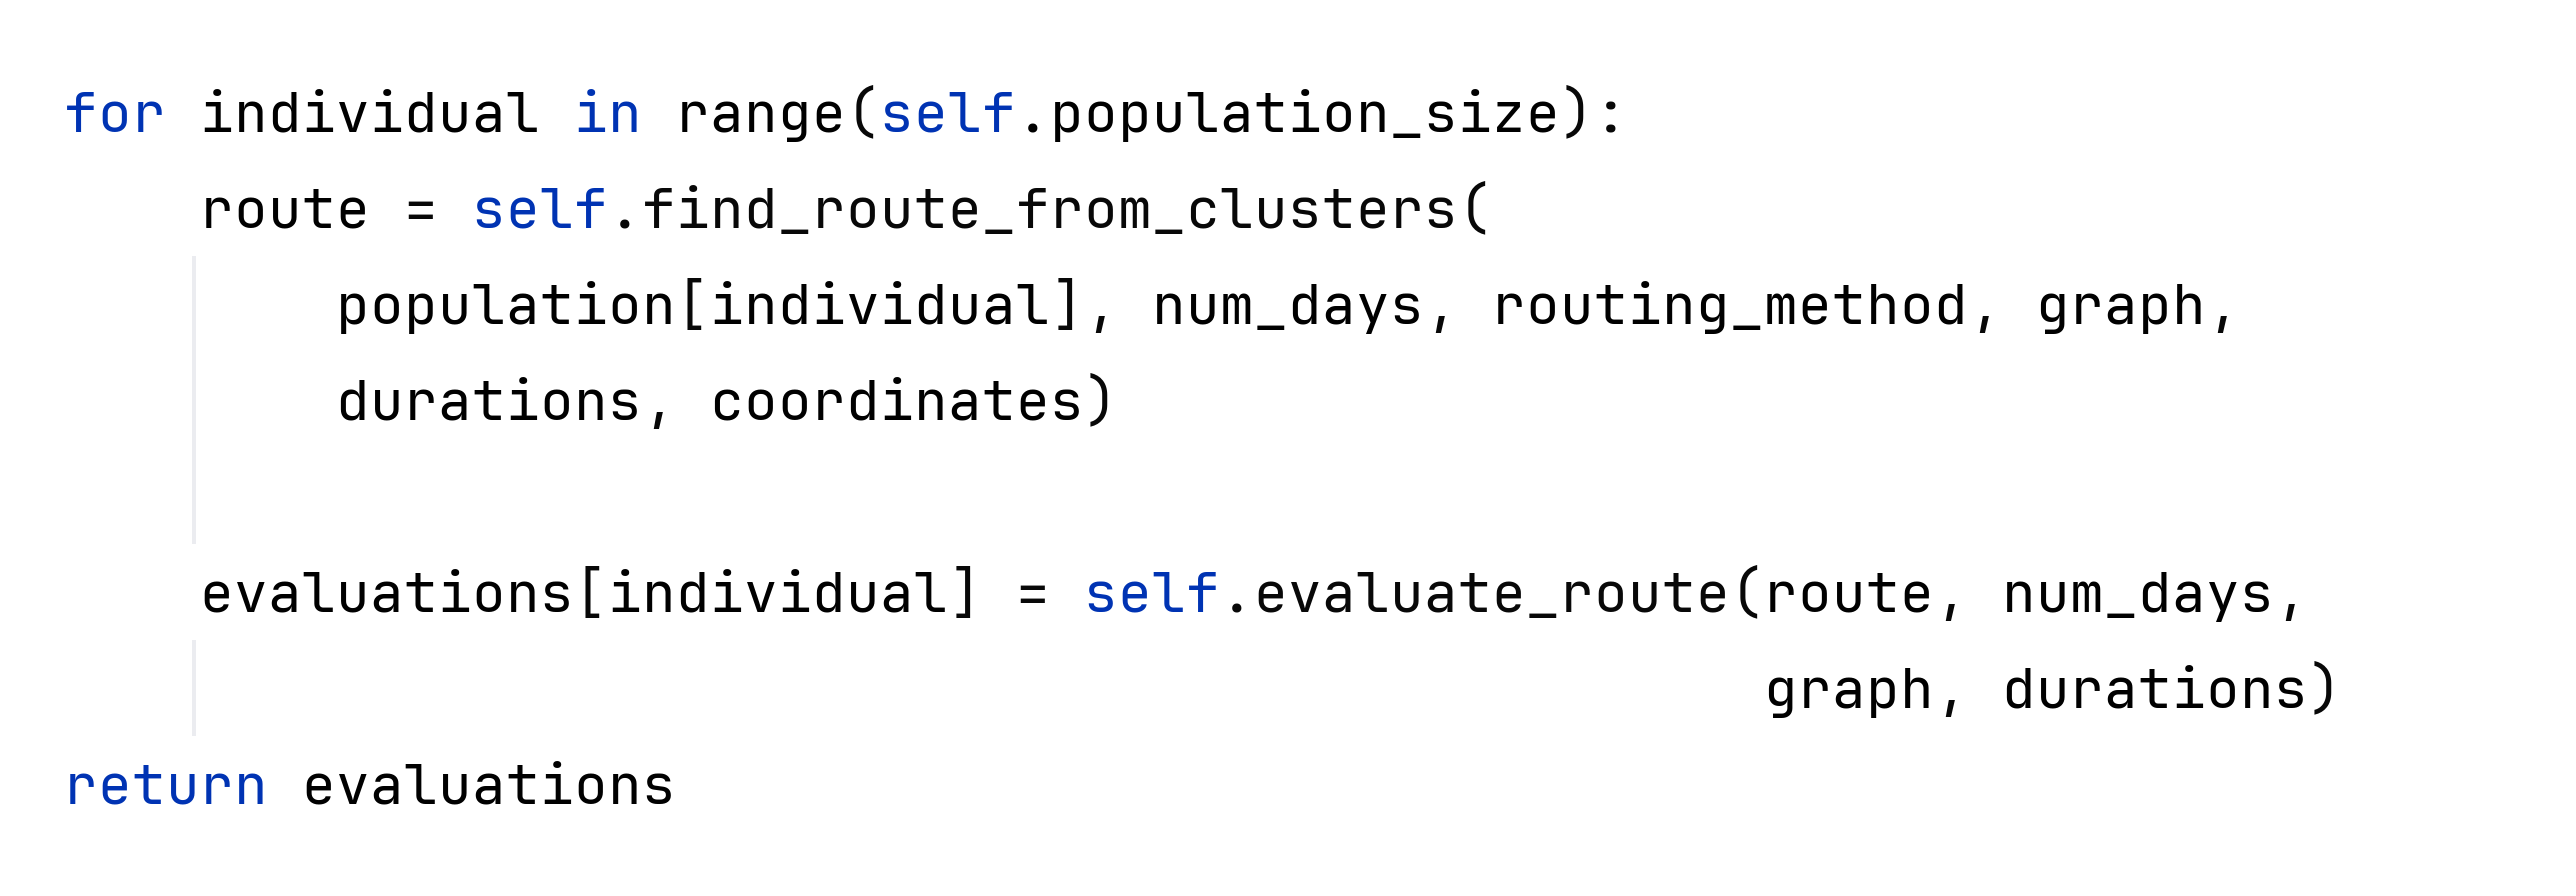 for individual in range(self.population_size):
    route = self.find_route_from_clusters(
        population[individual], num_days, routing_method, graph,
        durations, coordinates)

    evaluations[individual] = self.evaluate_route(route, num_days,
                                                  graph, durations)
return evaluations